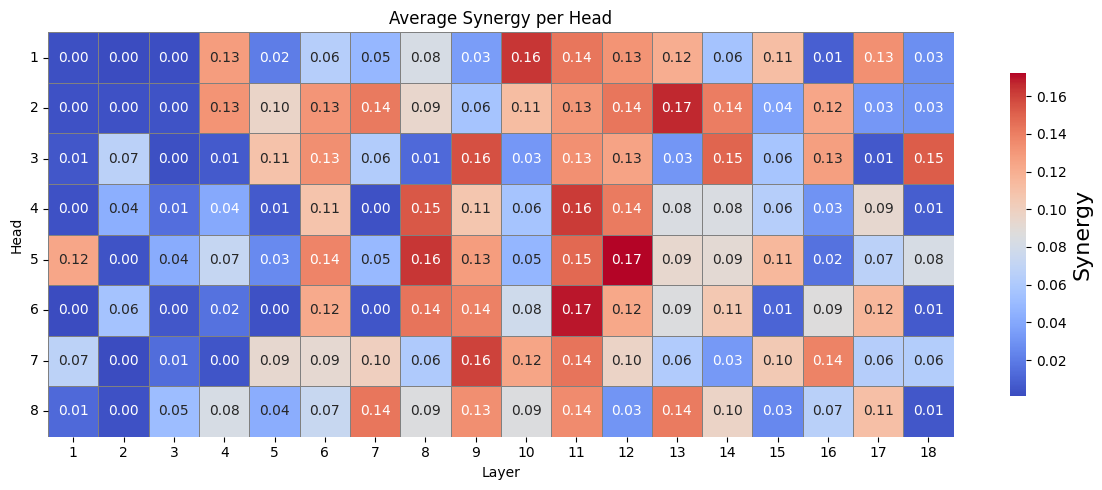 Average Synergy per Head
1 0.00 0.00 0.00 0.13 0.02 0.06 0.05 0.08 0.03 0.16 0.14 0.13 0.12 0.06 0.11 0.01 0.13 0.03
2 0.00 0.00 0.00 0.13 0.10 0.13 0.14 0.09 0.06 0.11 0.13 0.14 0.17 0.14 0.04 0.12 0.03 0.03
3 0.01 0.07 0.00 0.01 0.11 0.13 0.06 0.01 0.16 0.03 0.13 0.13 0.03 0.15 0.06 0.13 0.01 0.15
4 0.00 0.04 0.01 0.04 0.01 0.11 0.00 0.15 0.11 0.06 0.16 0.14 0.08 0.08 0.06 0.03 0.09 0.01
5 0.12 0.00 0.04 0.07 0.03 0.14 0.05 0.16 0.13 0.05 0.15 0.17 0.09 0.09 0.11 0.02 0.07 0.08
6 0.00 0.06 0.00 0.02 0.00 0.12 0.00 0.14 0.14 0.08 0.17 0.12 0.09 0.11 0.01 0.09 0.12 0.01
7 0.07 0.00 0.01 0.00 0.09 0.09 0.10 0.06 0.16 0.12 0.14 0.10 0.06 0.03 0.10 0.14 0.06 0.06
8 0.01 0.00 0.05 0.08 0.04 0.07 0.14 0.09 0.13 0.09 0.14 0.03 0.14 0.10 0.03 0.07 0.11 0.01
1 2 3 4 5 6 7 8 9 10 11 12 13 14 15 16 17 18
Layer
Head
0.16
0.14
0.12
0.10
0.08
0.06
0.04
0.02
Synergy